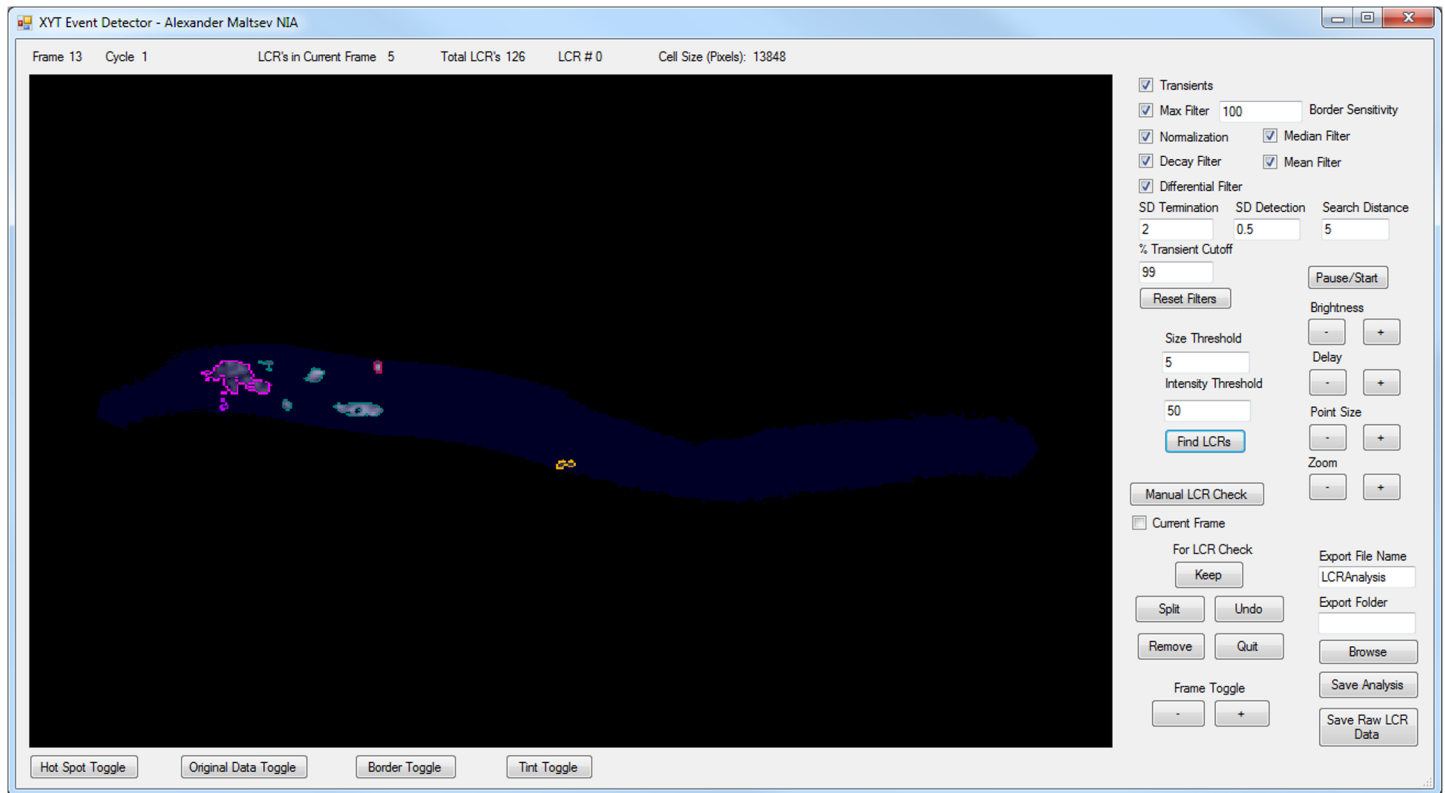 XYT Event Detector - Alexander Maltsev NIA
Frame 13 Cycle 1 LCR's in Current Frame 5 Total LCR's 126 LCR # 0 Cell Size (Pixels): 13848
Transients
Max Filter 100 Border Sensitivity
Normalization Median Filter
Decay Filter Mean Filter
Differential Filter
SD Termination SD Detection Search Distance
2 0.5 5
% Transient Cutoff
99
Pause/Start
Reset Filters
Brightness
- +
Size Threshold
5
Delay
Intensity Threshold
- +
50
Point Size
Find LCRs
- +
Zoom
- +
Manual LCR Check
Current Frame
For LCR Check
Keep
Split Undo
Remove Quit
Frame Toggle
- +
Export File Name
LCRAnalysis
Export Folder
Browse
Save Analysis
Save Raw LCR
Data
Hot Spot Toggle Original Data Toggle Border Toggle Tint Toggle